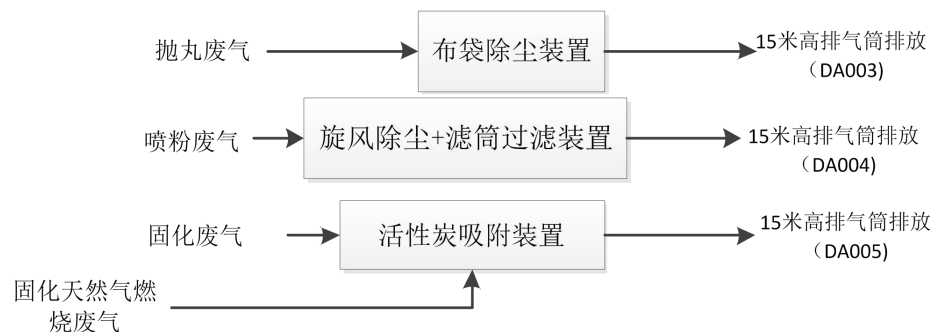 抛丸废气
布袋除尘装置
15米高排气筒排放
（DA003)
喷粉废气
旋风除尘+滤筒过滤装置
15米高排气筒排放
（DA004)
固化废气
活性炭吸附装置
15米高排气筒排放
（DA005)
固化天然气燃
烧废气